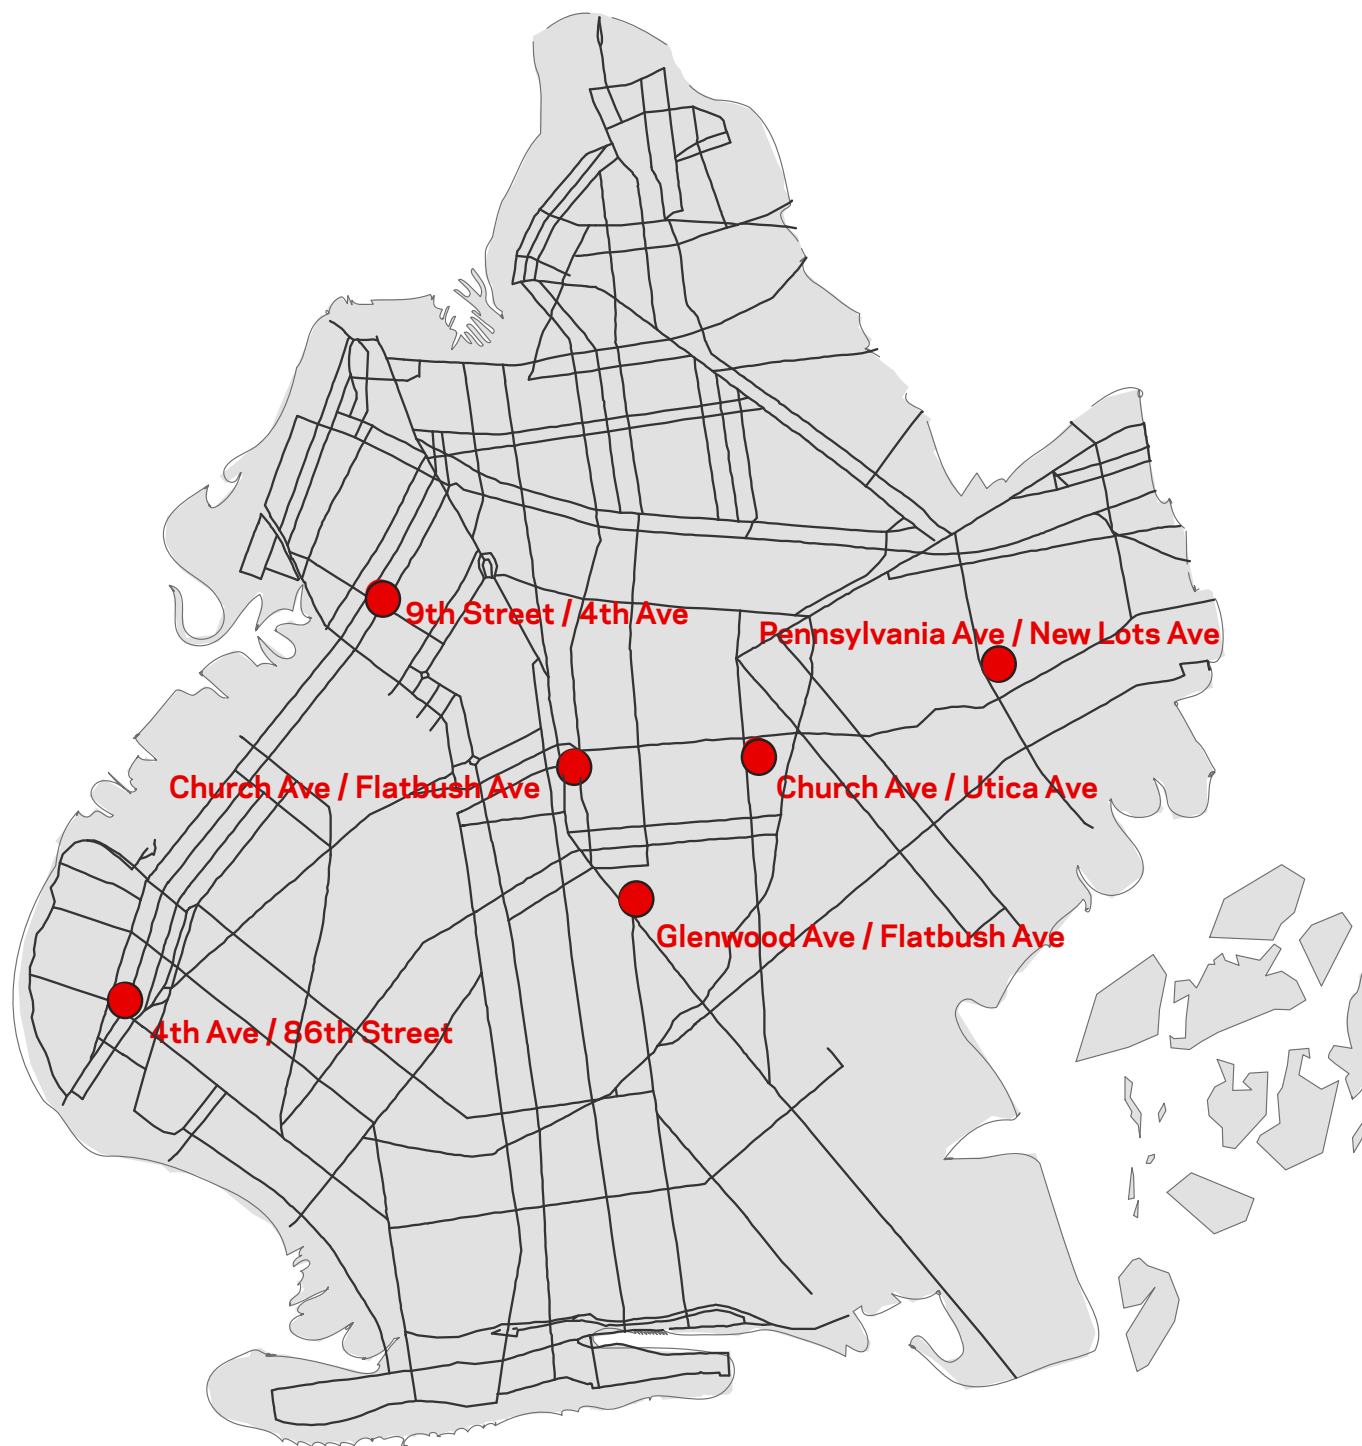 9th Street / 4th Ave
Pennsylvania Ave / New Lots Ave
Church Ave / Flatbush Ave
Church Ave / Utica Ave
Glenwood Ave / Flatbush Ave
4th Ave / 86th Street